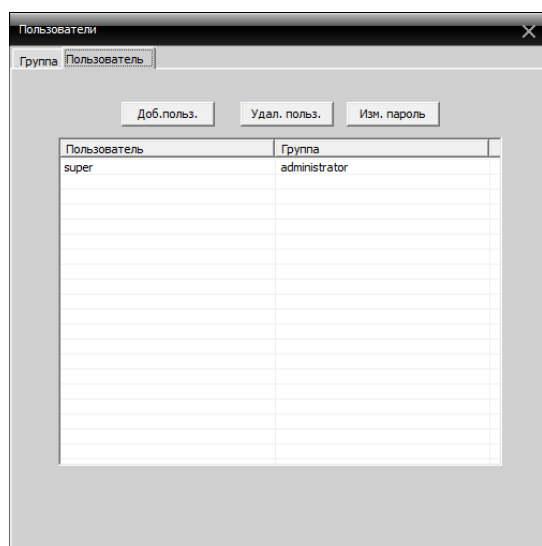 Пользователи
Группа Пользователь
Доб.польз. Удал. польз. Изм. пароль
Пользователь Группа
super administrator